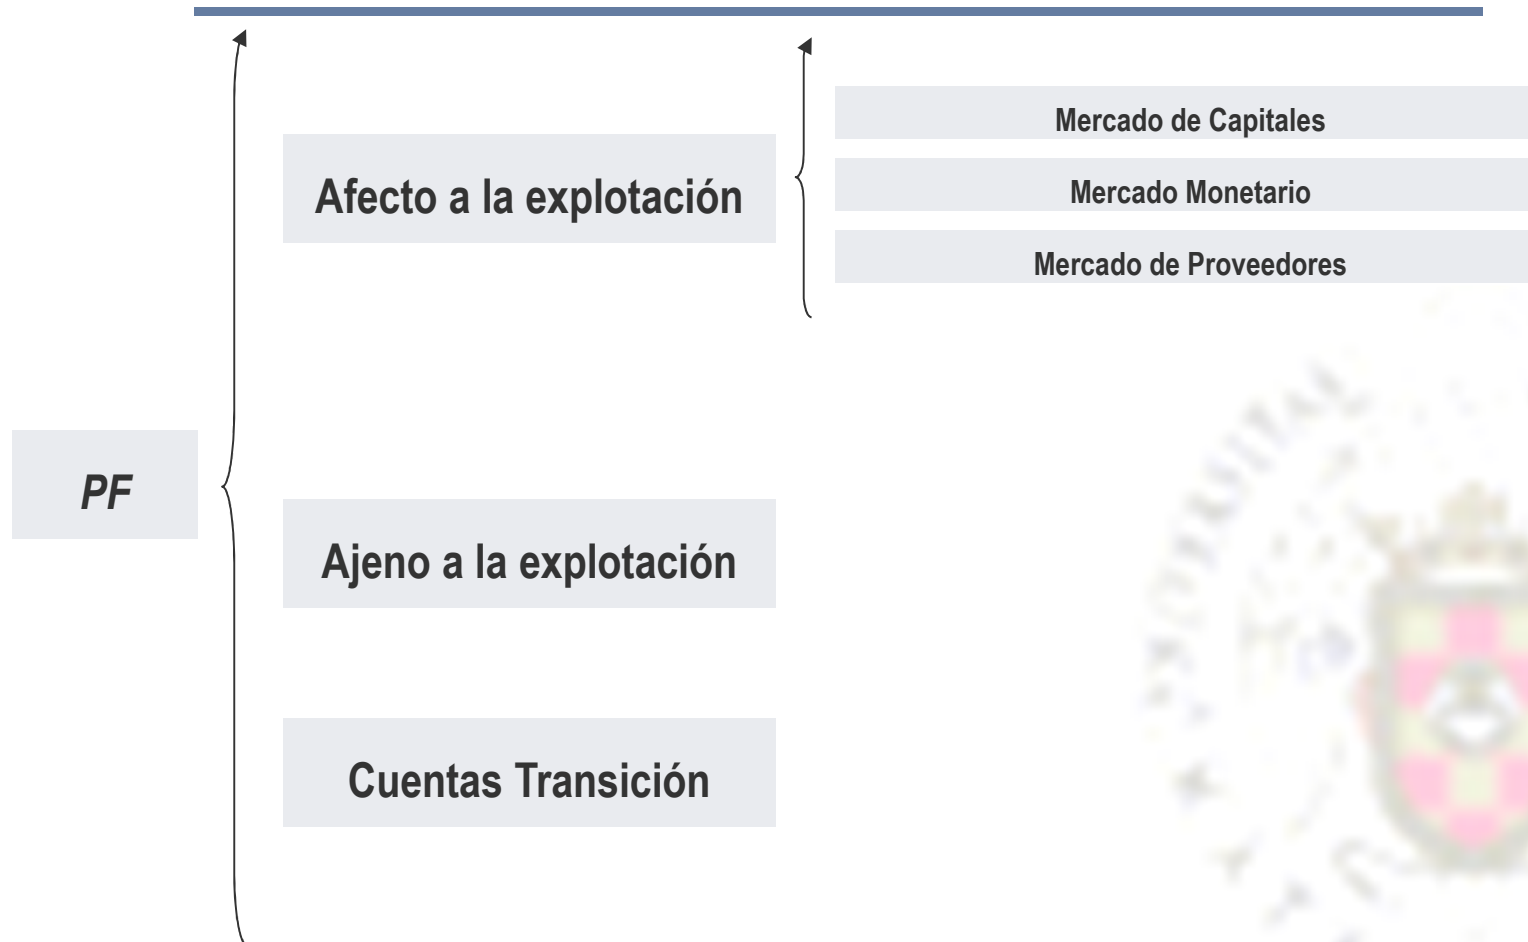 Mercado de Capitales
Afecto a la explotación
Mercado Monetario
Mercado de Proveedores
PF
Ajeno a la explotación
Cuentas Transición